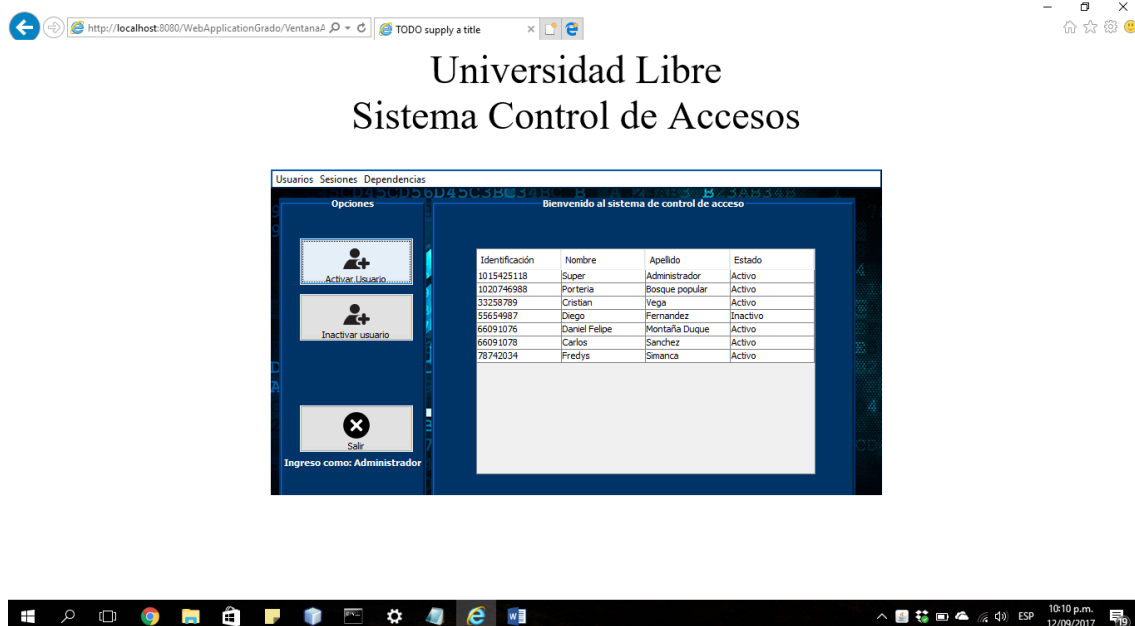 http://localhost:8080/WebApplicationGrado/VentanaA
TODO supply a title
Universidad Libre
Sistema Control de Accesos
Usuarios Sesiones Dependencias
Opciones
Bienvenido al sistema de control de acceso
Activar Usuario
Inactivar usuario
Salir
Ingreso como: Administrador
Identificación Nombre Apellido Estado
1015425118 Super Administrador Activo
1020746988 Porteria Bosque popular Activo
33258789 Cristian Vega Activo
55654987 Diego Fernandez Inactivo
66091076 Daniel Felipe Montaña Duque Activo
66091078 Carlos Sanchez Activo
78742034 Fredys Simanca Activo
ESP
10:10 p.m.
12/09/2017
19